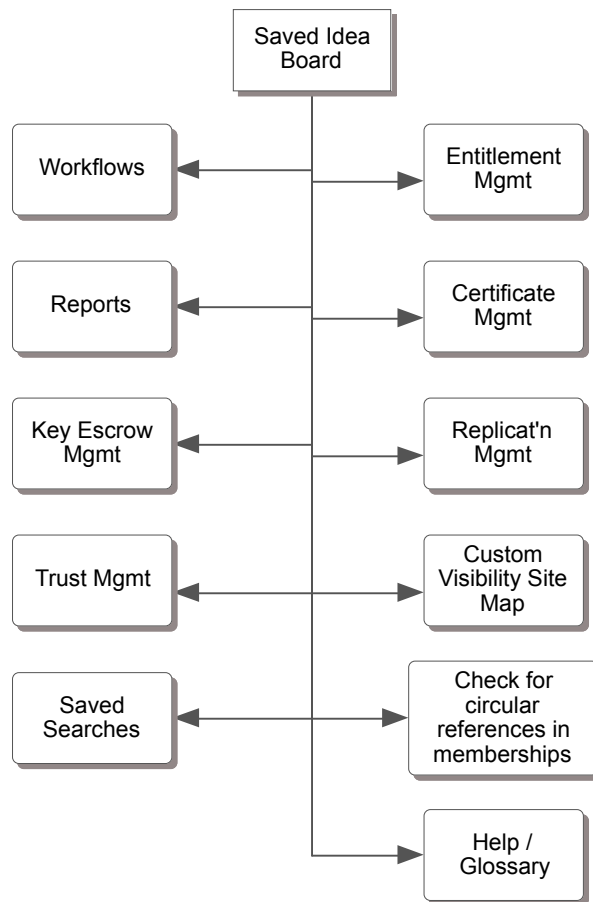 Saved Idea
Board
Workflows
Entitlement
Mgmt
Reports
Certificate
Mgmt
Key Escrow
Mgmt
Replicat'n
Mgmt
Trust Mgmt
Custom
Visibility Site
Map
Saved
Searches
Check for
circular
references in
memberships
Help /
Glossary